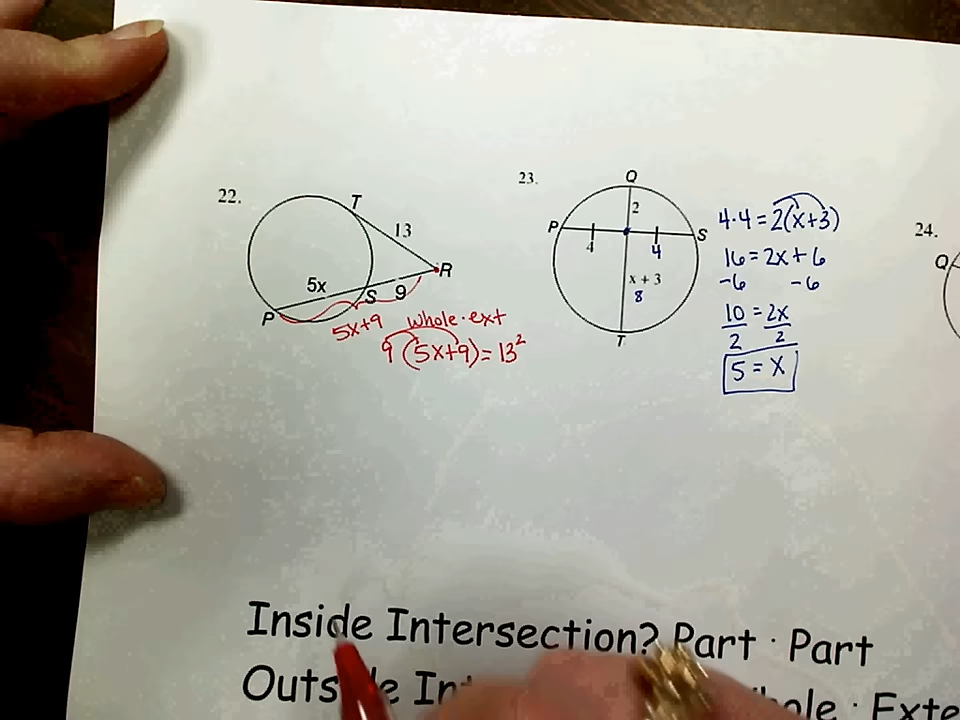 22.
T
13
R
5x
S
9
P
5x+9
whole · ext
9(5x+9)=13²
23.
Q
2
P
S
4
4
x + 3
8
T
4·4=2(x+3)
16=2x+6
-6 -6
10=2x
2 2
5=x
24.
Q
Inside Intersection? Part · Part